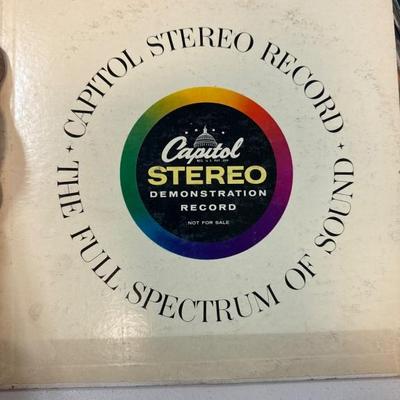 CAPITOL STEREO RECORD
THE FULL SPECTRUM OF SOUND
Capitol
STEREO
DEMONSTRATION
RECORD
NOT FOR SALE